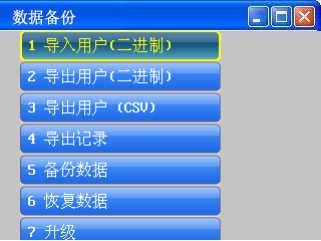 数据备份
1 导入用户(二进制)
2 导出用户(二进制)
3 导出用户 (CSV)
4 导出记录
5 备份数据
6 恢复数据
7 升级